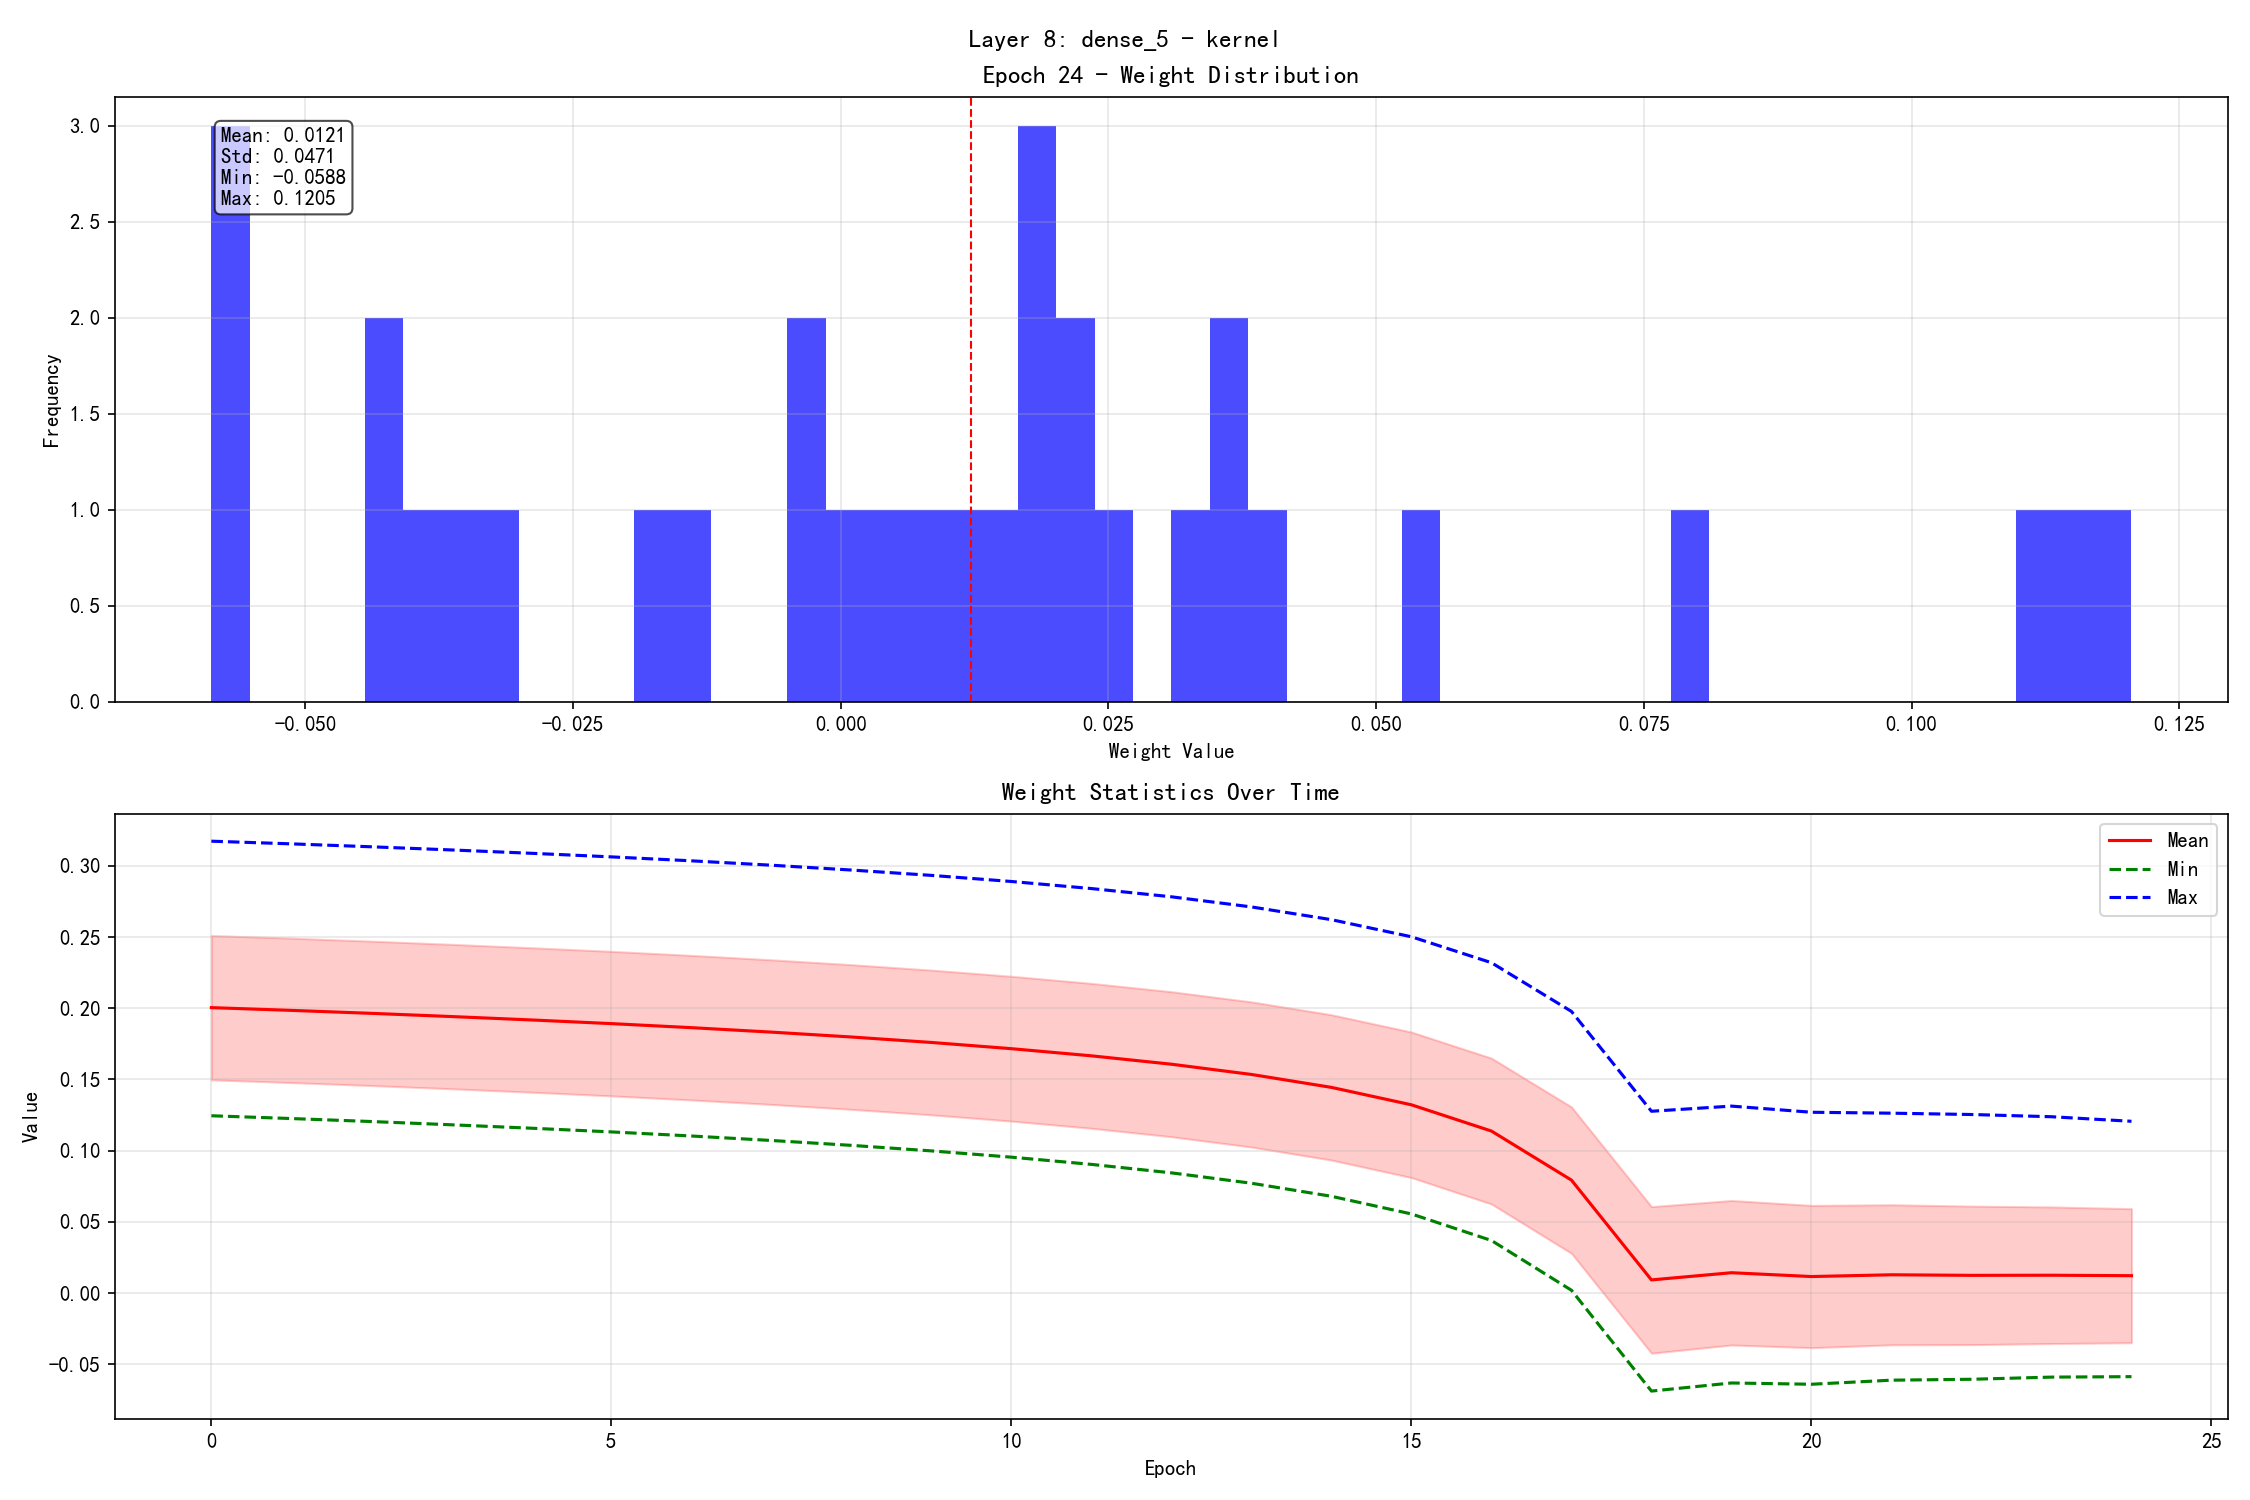 Layer 8: dense_5 - kernel
Epoch 24 - Weight Distribution
Mean: 0.0121
Std: 0.0471
Min: -0.0588
Max: 0.1205
3.0
2.5
2.0
1.5
1.0
0.5
0.0
Frequency
-0.050 -0.025 0.000 0.025 0.050 0.075 0.100 0.125
Weight Value
Weight Statistics Over Time
Mean
Min
Max
0.30
0.25
0.20
0.15
0.10
0.05
0.00
-0.05
Value
0 5 10 15 20 25
Epoch